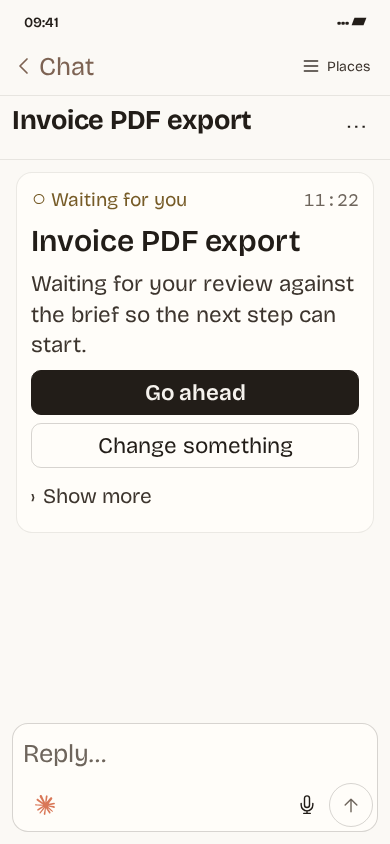 09:41
Chat
Places
Invoice PDF export
...
Waiting for you
11:22
Invoice PDF export
Waiting for your review against
the brief so the next step can
start.
Go ahead
Change something
Show more
Reply...